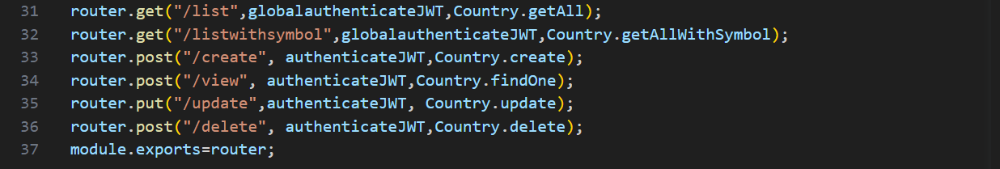 31 router.get("/list",globalauthenticateJWT,Country.getAll);
32 router.get("/listwithsymbol",globalauthenticateJWT,Country.getAllWithSymbol);
33 router.post("/create", authenticateJWT,Country.create);
34 router.post("/view", authenticateJWT,Country.findOne);
35 router.put("/update",authenticateJWT, Country.update);
36 router.post("/delete", authenticateJWT,Country.delete);
37 module.exports=router;